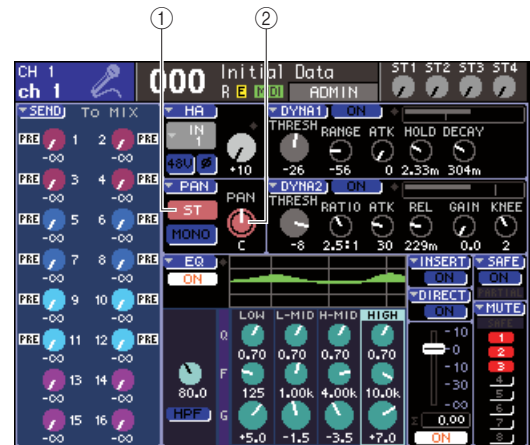 ① ②
CH 1
ch 1
000
Initial Data
R E MIDI ADMIN
ST1 ST2 ST3 ST4
SEND TO MIX
PRE 1 2 PRE
-∞ -∞
PRE 3 4 PRE
-∞ -∞
PRE 5 6 PRE
-∞ -∞
PRE 7 8 PRE
-∞ -∞
PRE 9 10 PRE
-∞ -∞
PRE 11 12 PRE
-∞ -∞
13 14
-∞ -∞
15 16
-∞ -∞
HA
IN
1
48V ø
+10
PAN
ST
MONO
PAN
C
DYNA1 ON
THRESH RANGE ATK HOLD DECAY
-26 -56 0 2.33m 304m
DYNA2 ON
THRESH RATIO ATK REL GAIN KNEE
-8 2.5:1 30 229m 0.0 2
EQ
ON
LOW L-MID H-MID HIGH
Q
0.70 0.70 0.70 0.70
F
80.0 125 1.00k 4.00k 10.0k
HPF G
+5.0 -1.5 -3.5 +7.0
INSERT
ON
DIRECT
ON
10
0
-10
-30
-∞
Σ 0.00
ON
SAFE
ON
PARTIAL
MUTE
SAFE
1
2
3
4
5
6
7
8